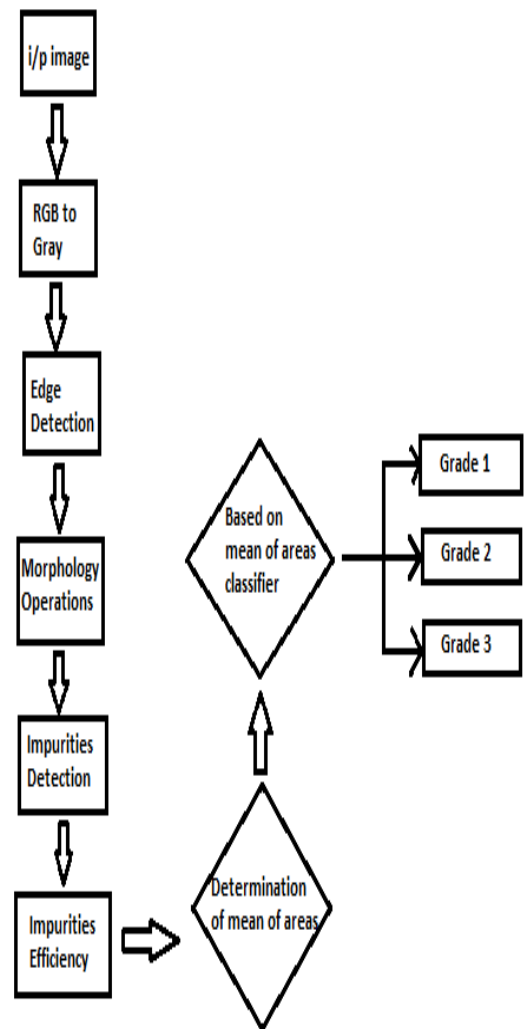 i/p image
RGB to
Gray
Edge
Detection
Morphology
Operations
Impurities
Detection
Impurities
Efficiency
Determination
of mean of areas
Based on
mean of areas
classifier
Grade 1
Grade 2
Grade 3